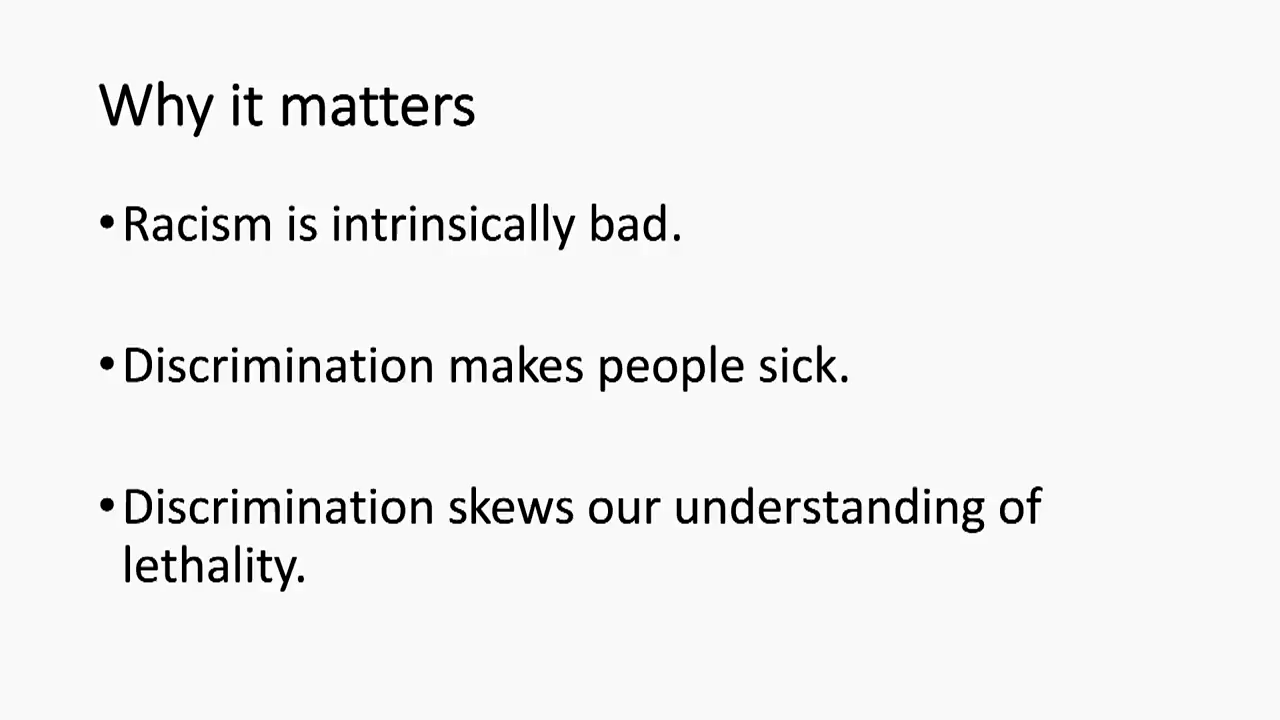 Why it matters
•Racism is intrinsically bad.
•Discrimination makes people sick.
•Discrimination skews our understanding of
lethality.